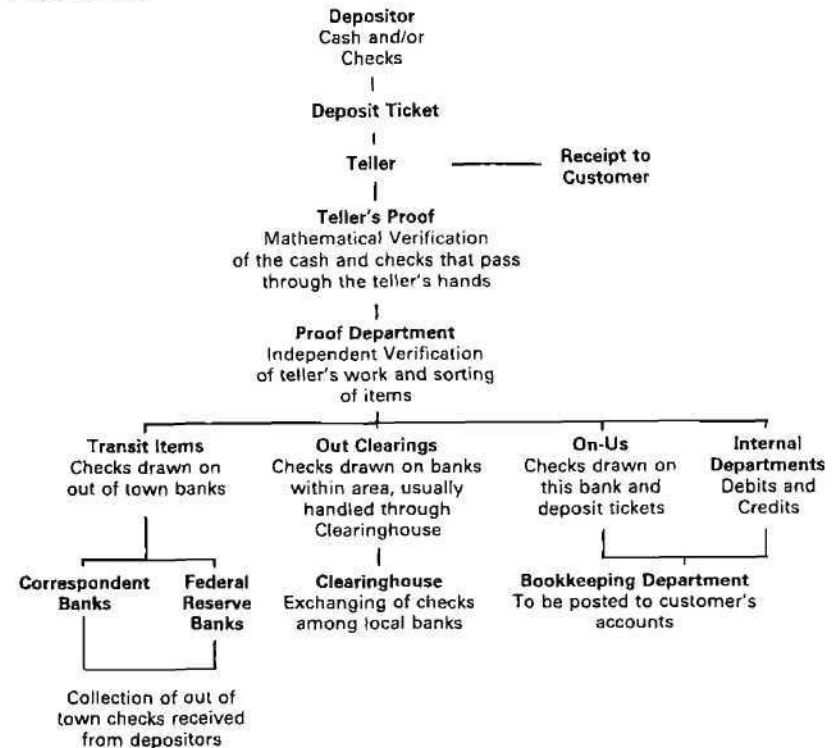 Depositor
Cash and/or
Checks
Deposit Ticket
Teller
Receipt to
Customer
Teller's Proof
Mathematical Verification
of the cash and checks that pass
through the teller's hands
Proof Department
Independent Verification
of teller's work and sorting
of items
Transit Items
Checks drawn on
out of town banks
Out Clearings
Checks drawn on banks
within area, usually
handled through
Clearinghouse
On-Us
Checks drawn on
this bank and
deposit tickets
Internal
Departments
Debits and
Credits
Correspondent
Banks
Federal
Reserve
Banks
Clearinghouse
Exchanging of checks
among local banks
Bookkeeping Department
To be posted to customer's
accounts
Collection of out of
town checks received
from depositors